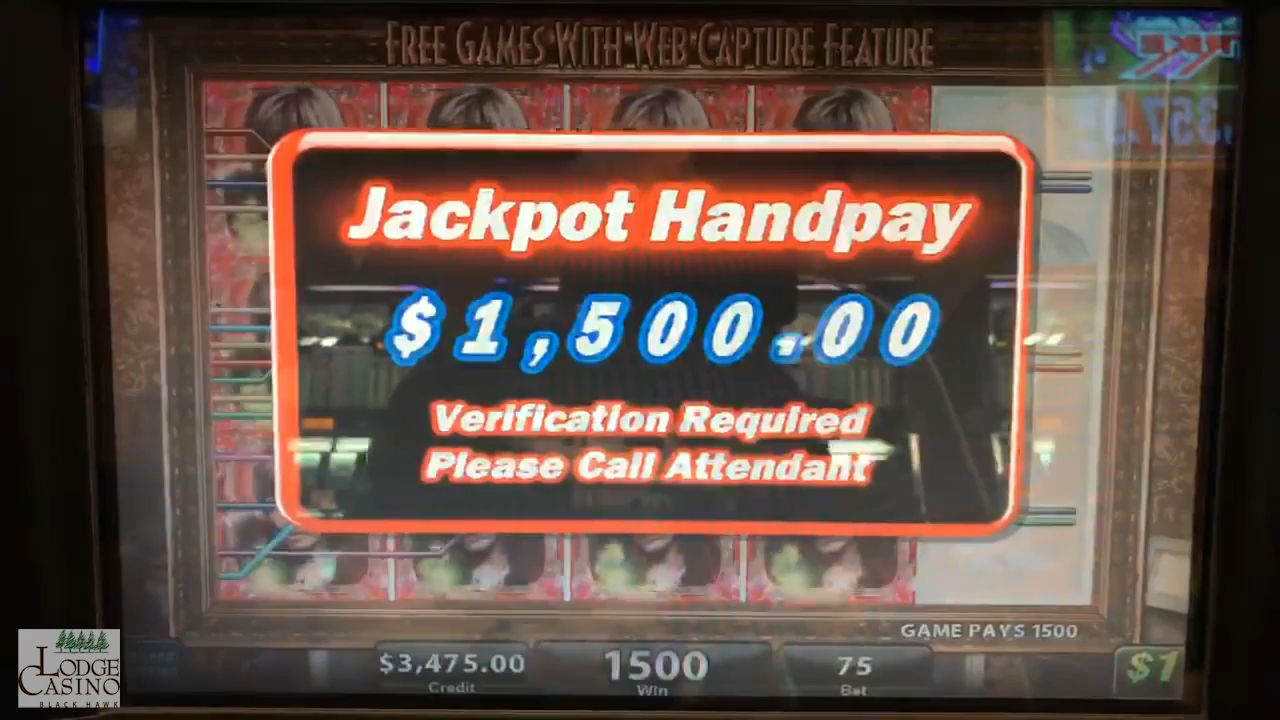 FREE GAMES WITH WEB CAPTURE FEATURE
Jackpot Handpay
$1,500.00
Verification Required
Please Call Attendant
GAME PAYS 1500
$3,475.00
Credit
1500
Win
75
Bet
$1
LODGE
CASINO
BLACK HAWK